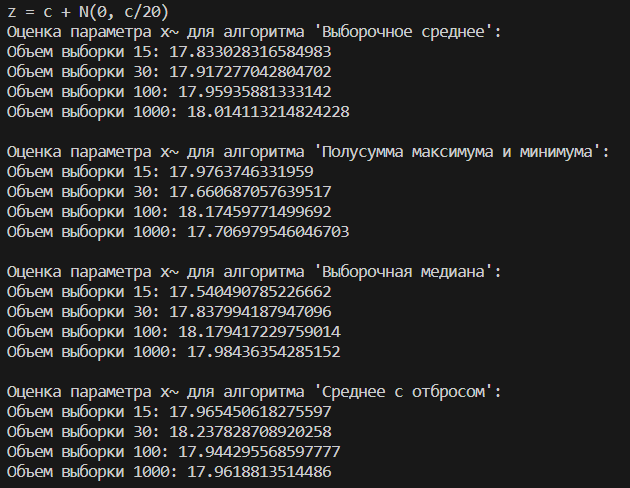 z = c + N(0, c/20)
Оценка параметра x~ для алгоритма 'Выборочное среднее':
Объем выборки 15: 17.833028316584983
Объем выборки 30: 17.917277042804702
Объем выборки 100: 17.95935881333142
Объем выборки 1000: 18.014113214824228
Оценка параметра x~ для алгоритма 'Полусумма максимума и минимума':
Объем выборки 15: 17.9763746331959
Объем выборки 30: 17.660687057639517
Объем выборки 100: 18.17459771499692
Объем выборки 1000: 17.706979546046703
Оценка параметра x~ для алгоритма 'Выборочная медиана':
Объем выборки 15: 17.540490785226662
Объем выборки 30: 17.837994187947096
Объем выборки 100: 18.179417229759014
Объем выборки 1000: 17.98436354285152
Оценка параметра x~ для алгоритма 'Среднее с отбросом':
Объем выборки 15: 17.965450618275597
Объем выборки 30: 18.237828708920258
Объем выборки 100: 17.944295568597777
Объем выборки 1000: 17.9618813514486